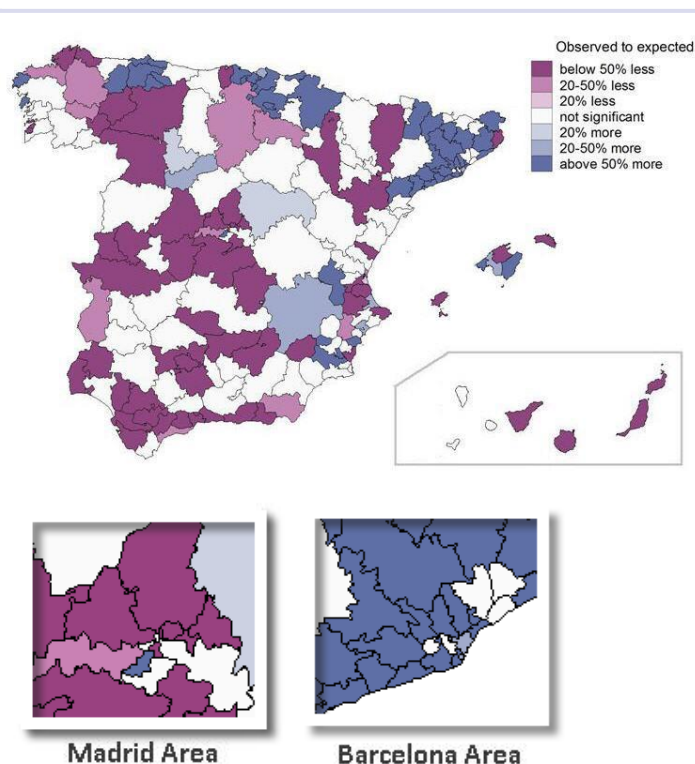 Observed to expected
below 50% less
20-50% less
20% less
not significant
20% more
20-50% more
above 50% more
Madrid Area
Barcelona Area